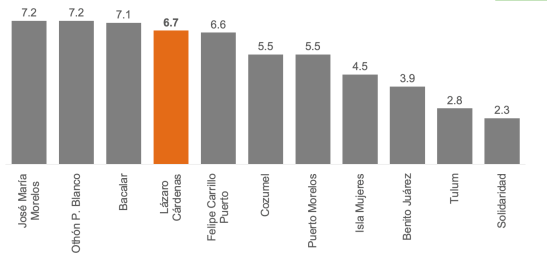 7.2
7.2
7.1
6.7
6.6
5.5
5.5
4.5
3.9
2.8
2.3
José María
Morelos
Othón P. Blanco
Bacalar
Lázaro
Cárdenas
Felipe Carrillo
Puerto
Cozumel
Puerto Morelos
Isla Mujeres
Benito Juárez
Tulum
Solidaridad